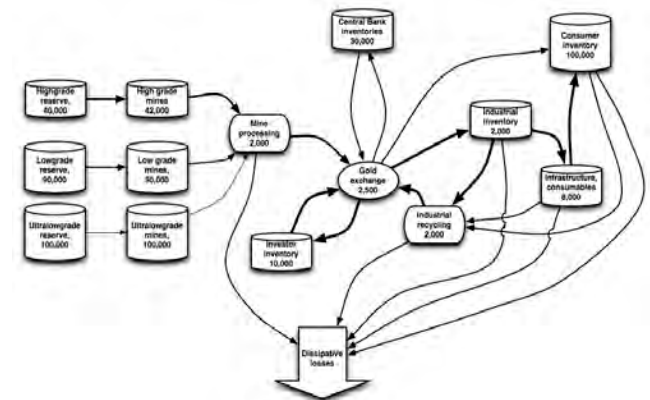 Central Bank
inventories
30,000
Consumer
inventory
100,000
Highgrade
reserve,
40,000
High grade
mines
42,000
Mine
processing
2,000
Industrial
inventory
2,000
Lowgrade
reserve,
90,000
Low grade
mines,
90,000
Gold
exchange
2,500
Infrastructure,
consumables
8,000
Ultralowgrade
reserve,
100,000
Ultralowgrade
mines,
100,000
Investor
inventory
10,000
Industrial
recycling
2,000
Dissipative
losses